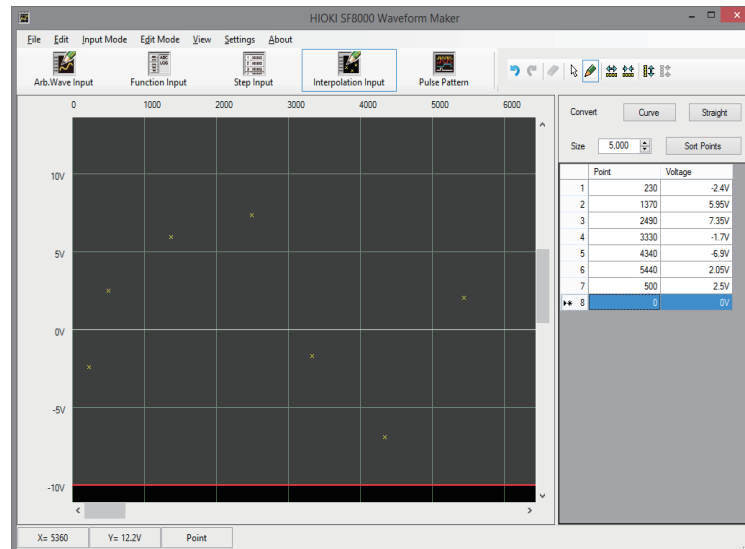 HIOKI SF8000 Waveform Maker
File Edit Input Mode Edit Mode View Settings About
Arb.Wave Input Function Input Step Input Interpolation Input Pulse Pattern
0 1000 2000 3000 4000 5000 6000
10V
5V
0V
-5V
-10V
Convert Curve Straight
Size 5,000 Sort Points
Point Voltage
1 230 -2.4V
2 1370 5.95V
3 2490 7.35V
4 3330 -1.7V
5 4340 -6.9V
6 5440 2.05V
7 500 2.5V
8 0 0V
X= 5360 Y= 12.2V Point